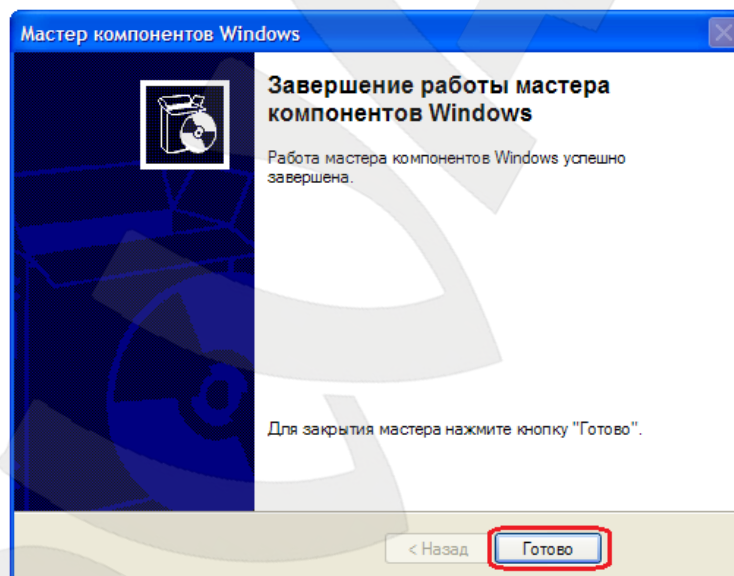 Мастер компонентов Windows
Завершение работы мастера
компонентов Windows
Работа мастера компонентов Windows успешно
завершена.
Для закрытия мастера нажмите кнопку "Готово".
< Назад
Готово